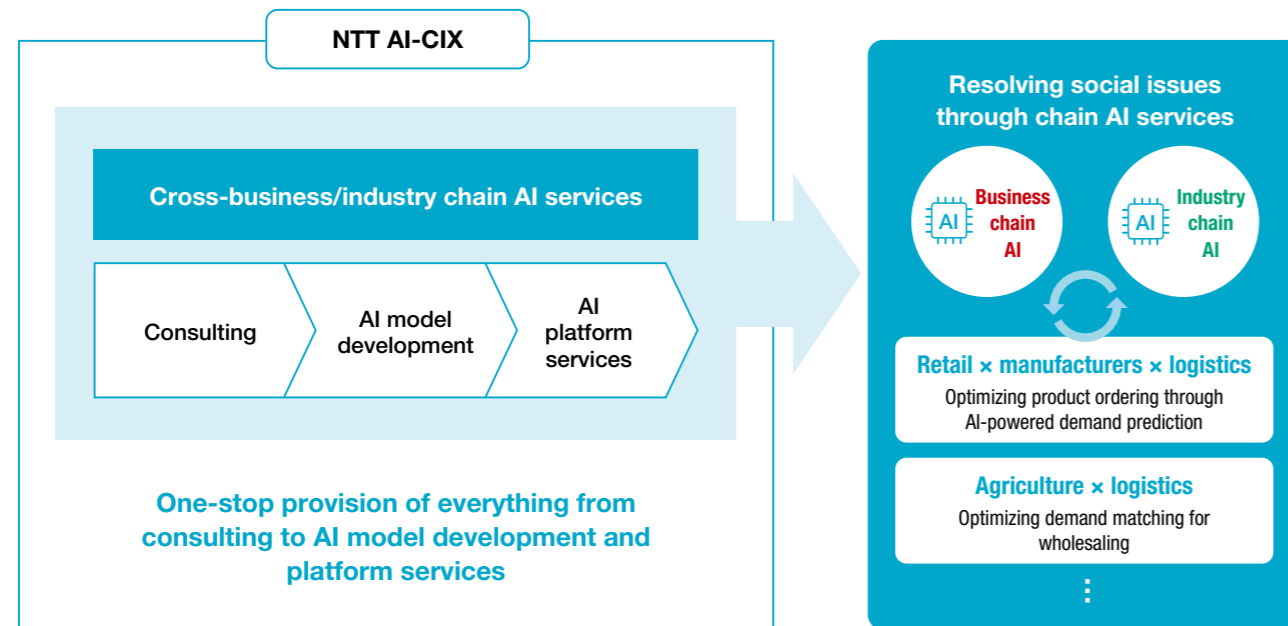 NTT AI-CIX
Cross-business/industry chain AI services
Consulting
AI model
development
AI
platform
services
One-stop provision of everything from
consulting to AI model development and
platform services
Resolving social issues
through chain AI services
AI
Business
chain
AI
AI
Industry
chain
AI
Retail × manufacturers × logistics
Optimizing product ordering through
AI-powered demand prediction
Agriculture × logistics
Optimizing demand matching for
wholesaling
⋮